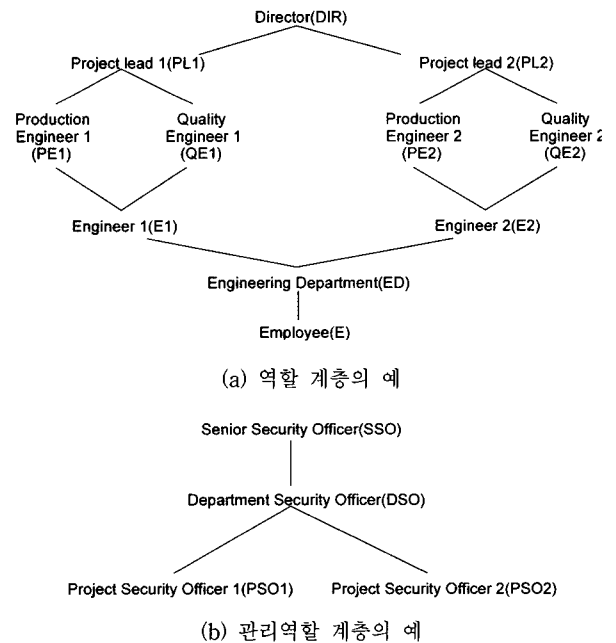 Director(DIR)
Project lead 1(PL1)
Project lead 2(PL2)
Production
Engineer 1
(PE1)
Quality
Engineer 1
(QE1)
Production
Engineer 2
(PE2)
Quality
Engineer 2
(QE2)
Engineer 1(E1)
Engineer 2(E2)
Engineering Department(ED)
Employee(E)
(a) 역할 계층의 예
Senior Security Officer(SSO)
Department Security Officer(DSO)
Project Security Officer 1(PSO1)
Project Security Officer 2(PSO2)
(b) 관리역할 계층의 예